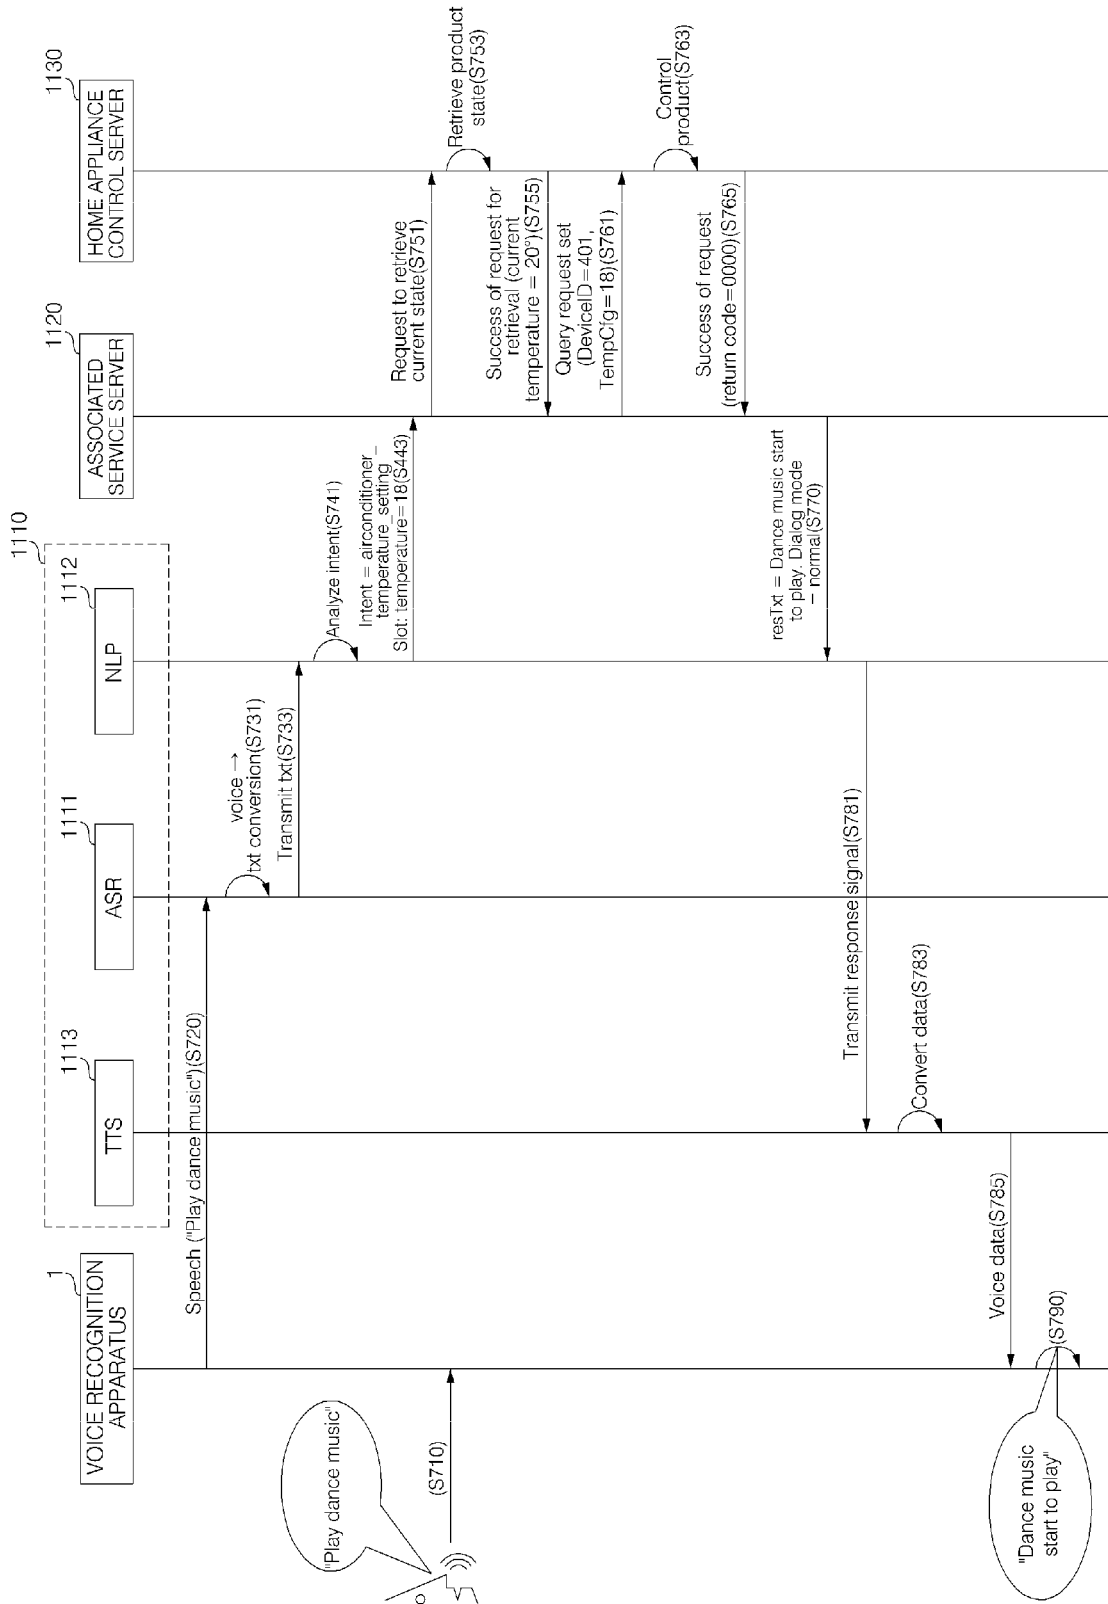 1110
VOICE RECOGNITION
APPARATUS
1
TTS
1113
ASR
1111
NLP
1112
ASSOCIATED
SERVICE SERVER
1120
HOME APPLIANCE
CONTROL SERVER
1130
"Play dance music"
(S710)
Speech ("Play dance music")(S720)
voice →
txt conversion(S731)
Transmit txt(S733)
Analyze intent(S741)
Intent = airconditioner_
temperature_setting
Slot: temperature=18(S443)
Request to retrieve
current state(S751)
Retrieve product
state(S753)
Success of request for
retrieval (current
temperature = 20°)(S755)
Query request set
(DeviceID=401,
TempCfg=18)(S761)
Control
product(S763)
Success of request
(return code=0000)(S765)
resTxt = Dance music start
to play. Dialog mode
– normal(S770)
Transmit response signal(S781)
Convert data(S783)
Voice data(S785)
(S790)
"Dance music
start to play"